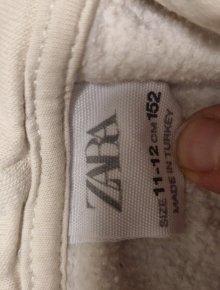 ZARA
SIZE 11-12 CM 152
MADE IN TURKEY